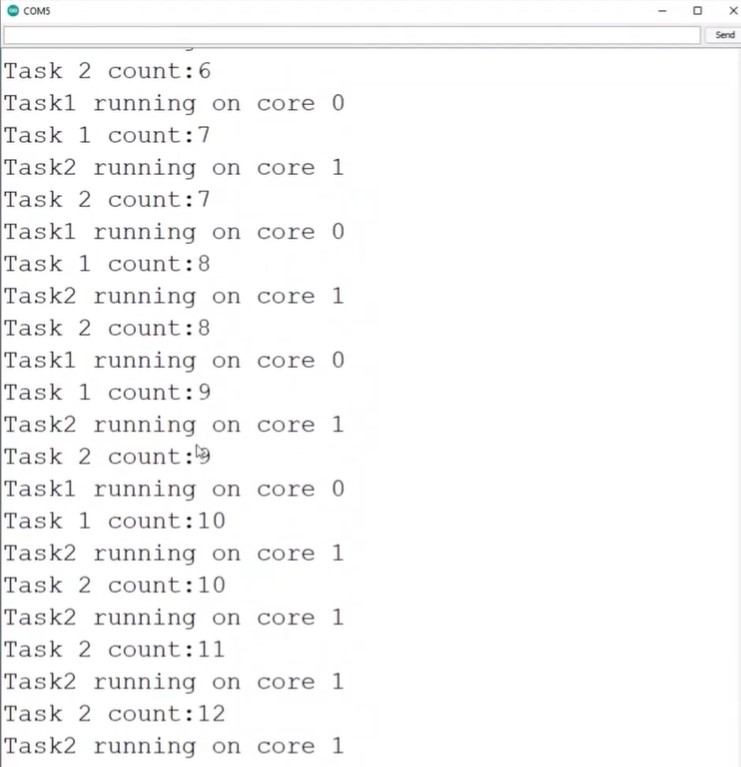 COM5
Send
Task 2 count:6
Task1 running on core 0
Task 1 count:7
Task2 running on core 1
Task 2 count:7
Task1 running on core 0
Task 1 count:8
Task2 running on core 1
Task 2 count:8
Task1 running on core 0
Task 1 count:9
Task2 running on core 1
Task 2 count:9
Task1 running on core 0
Task 1 count:10
Task2 running on core 1
Task 2 count:10
Task2 running on core 1
Task 2 count:11
Task2 running on core 1
Task 2 count:12
Task2 running on core 1